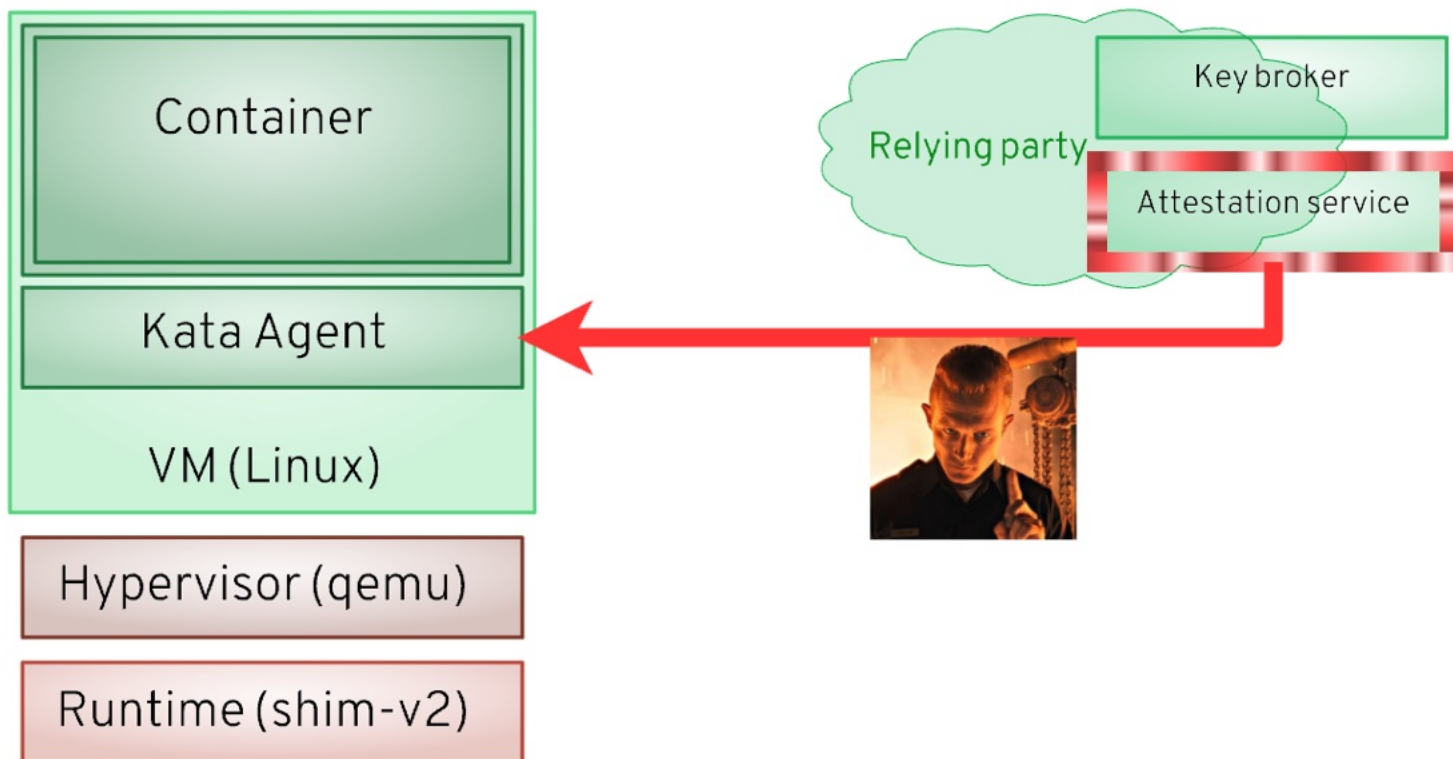 Container
Kata Agent
VM (Linux)
Hypervisor (qemu)
Runtime (shim-v2)
Relying party
Key broker
Attestation service